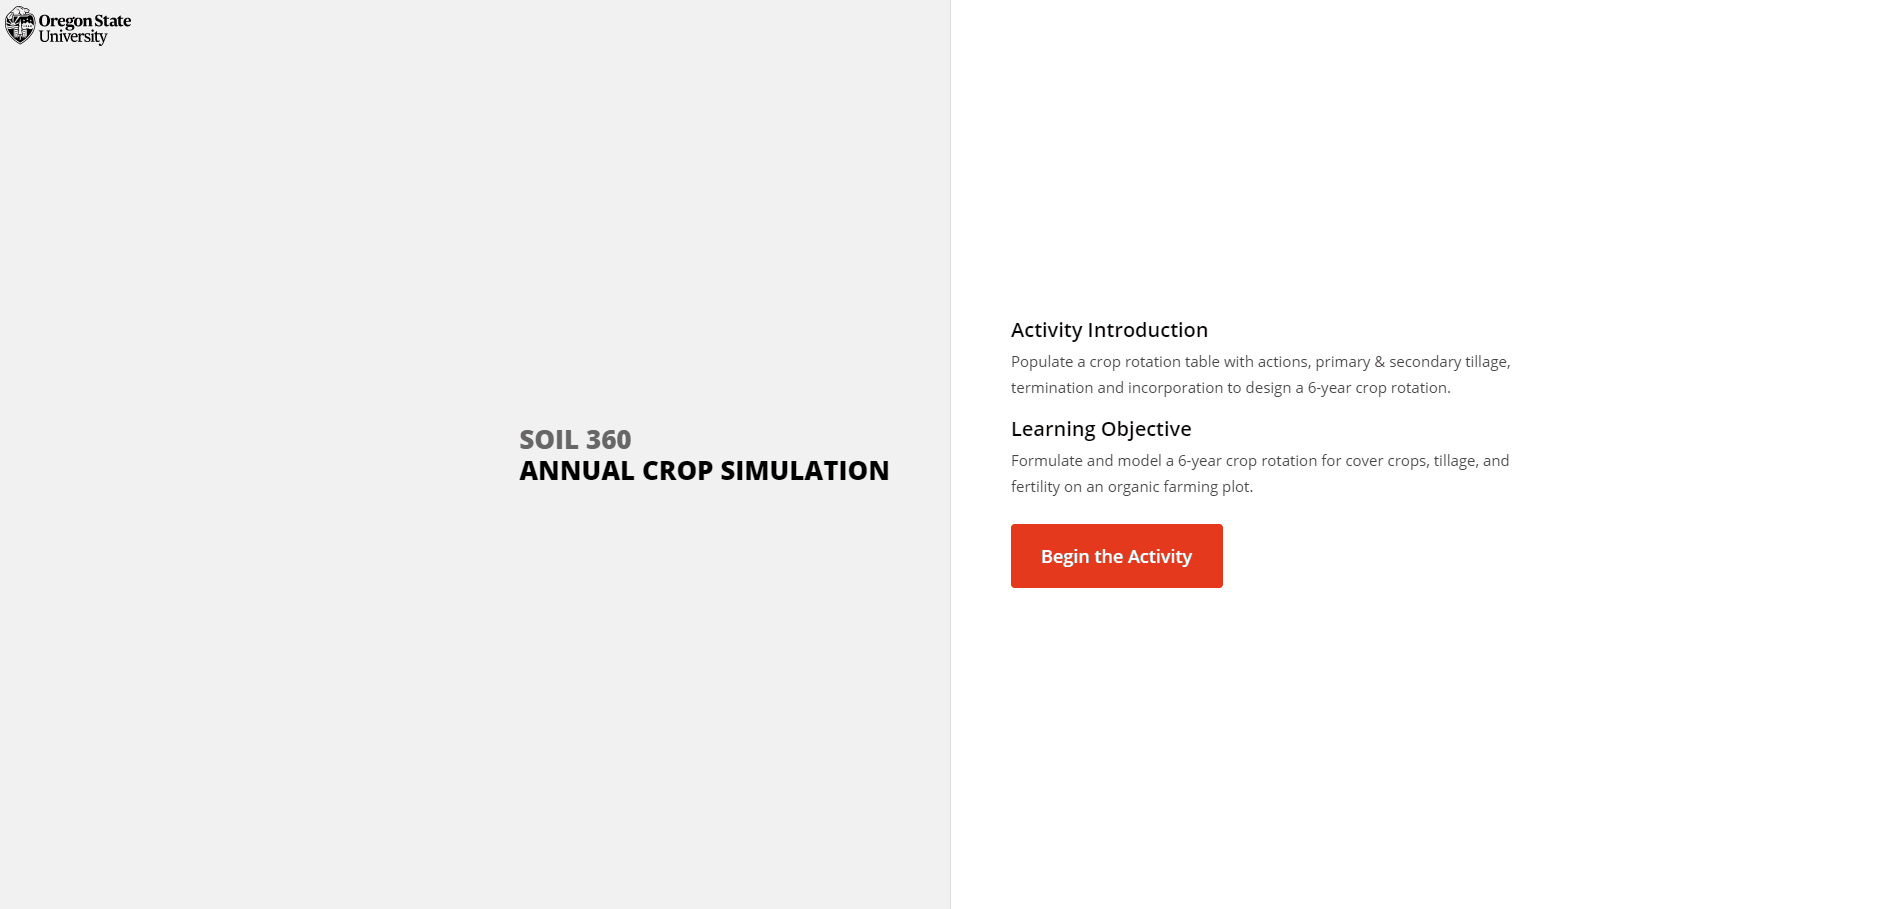 Oregon State
University
SOIL 360
ANNUAL CROP SIMULATION
Activity Introduction
Populate a crop rotation table with actions, primary & secondary tillage,
termination and incorporation to design a 6-year crop rotation.
Learning Objective
Formulate and model a 6-year crop rotation for cover crops, tillage, and
fertility on an organic farming plot.
Begin the Activity